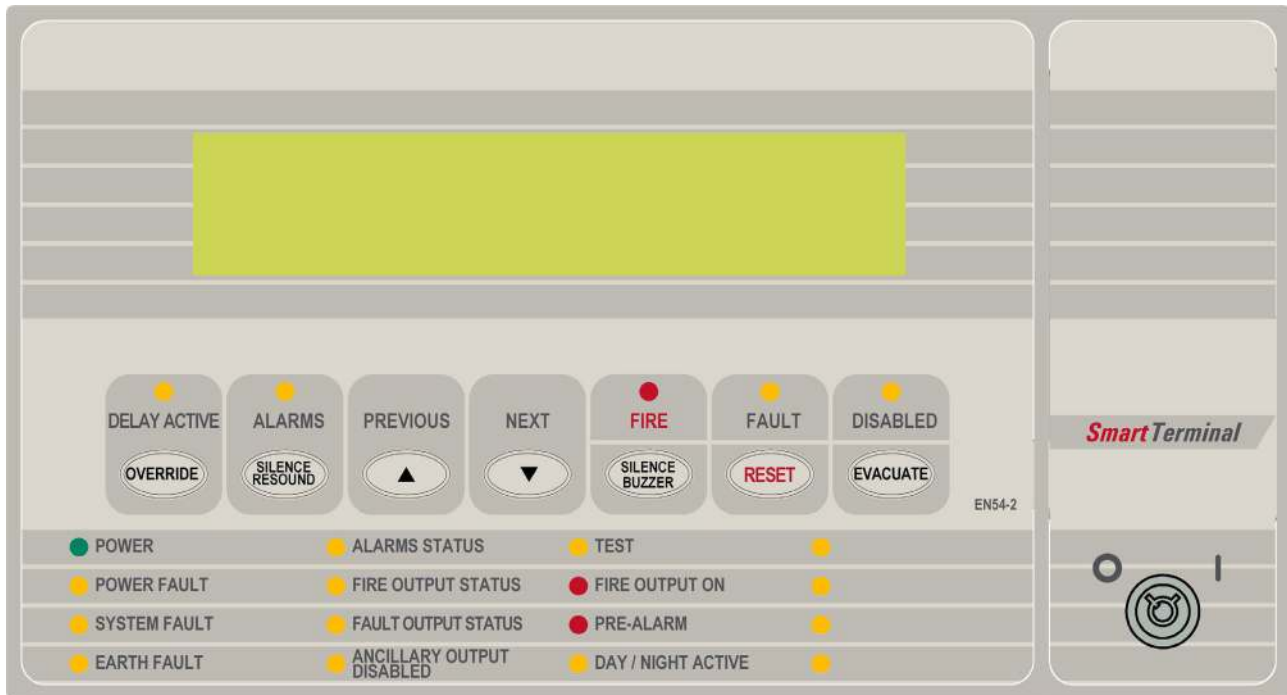 DELAY ACTIVE
ALARMS
PREVIOUS
NEXT
FIRE
FAULT
DISABLED
OVERRIDE
SILENCE
RESOUND
SILENCE
BUZZER
RESET
EVACUATE
EN54-2
SmartTerminal
POWER
ALARMS STATUS
TEST
POWER FAULT
FIRE OUTPUT STATUS
FIRE OUTPUT ON
SYSTEM FAULT
FAULT OUTPUT STATUS
PRE-ALARM
EARTH FAULT
ANCILLARY OUTPUT
DISABLED
DAY / NIGHT ACTIVE
O
I